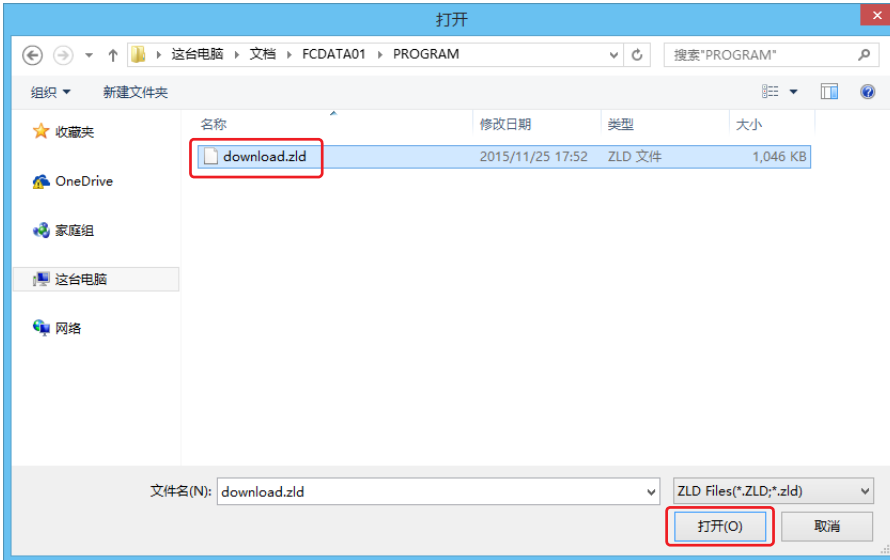 打开
这台电脑 文档 FCDATA01 PROGRAM
搜索"PROGRAM"
组织 新建文件夹
名称 修改日期 类型 大小
download.zld 2015/11/25 17:52 ZLD 文件 1,046 KB
收藏夹
OneDrive
家庭组
这台电脑
网络
文件名(N): download.zld
ZLD Files(*.ZLD;*.zld)
打开(O) 取消